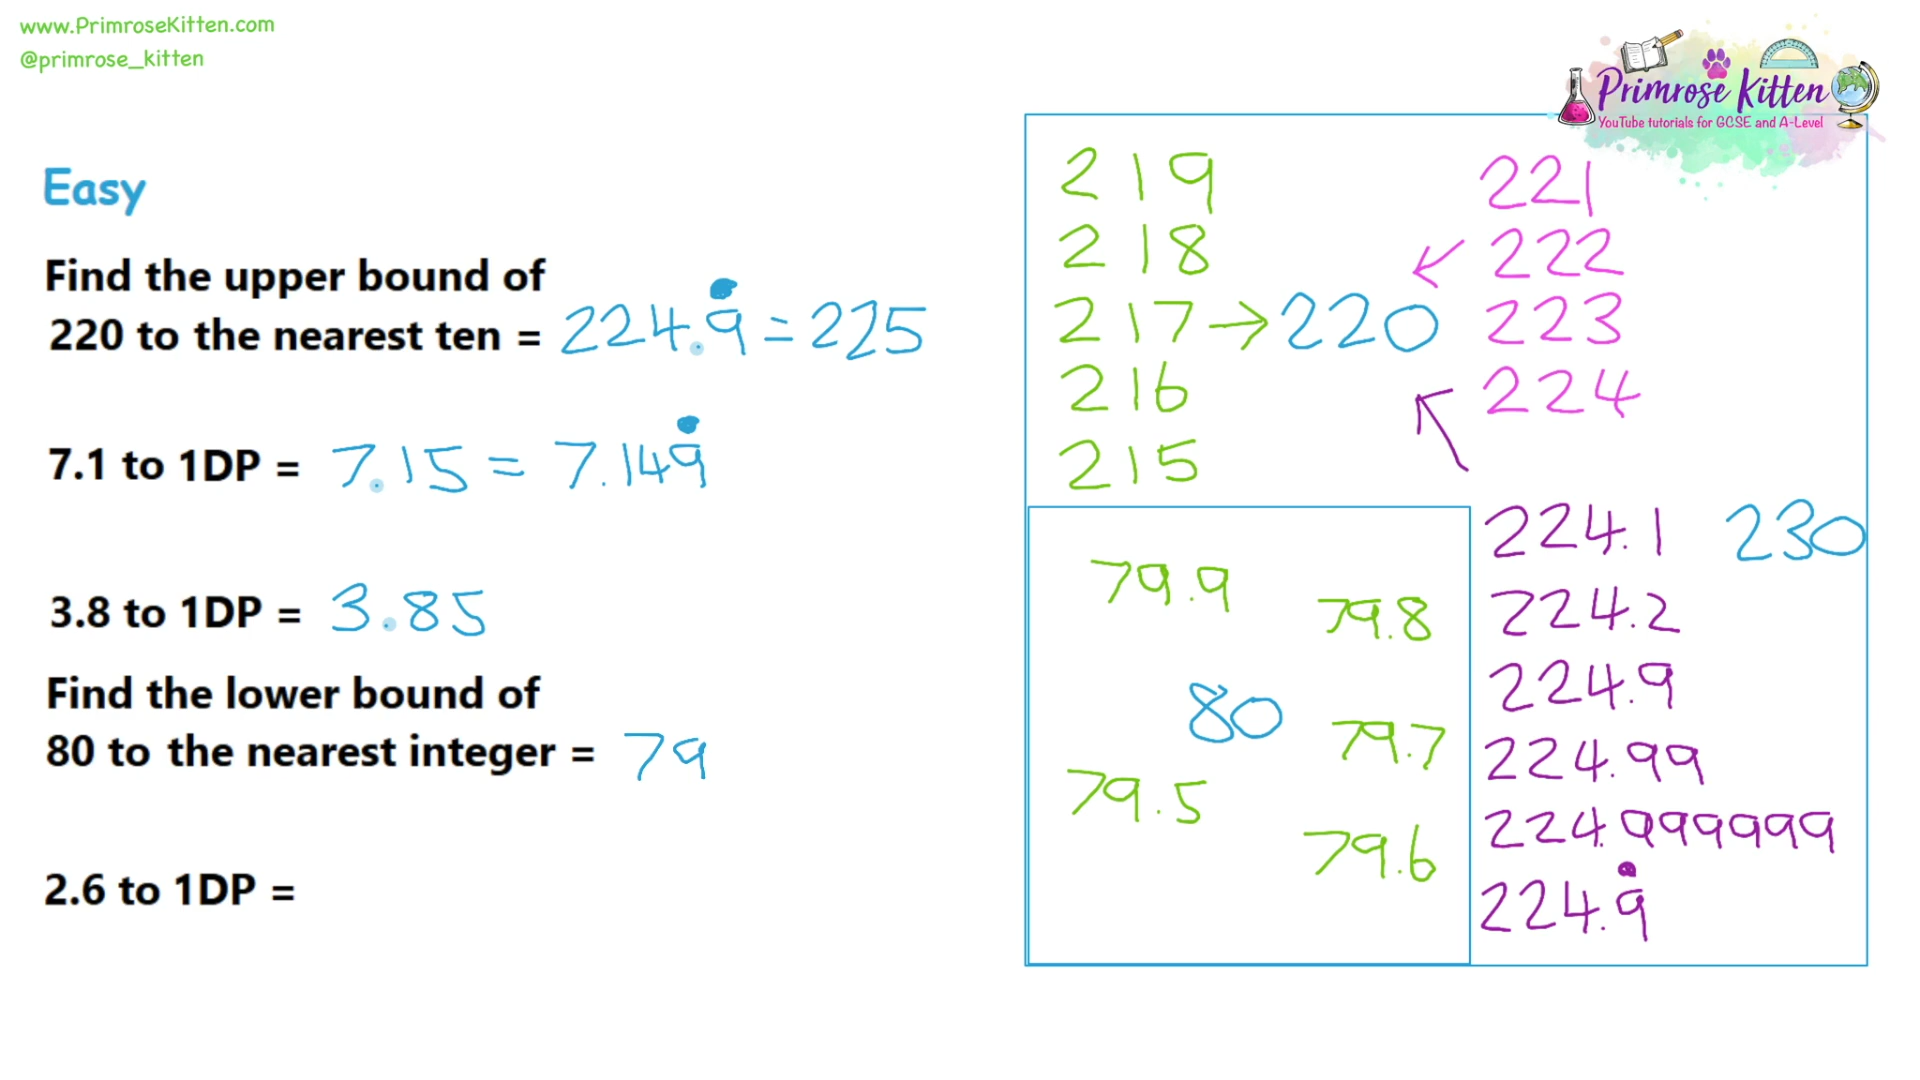 www.PrimroseKitten.com
@primrose_kitten
Primrose Kitten
YouTube tutorials for GCSE and A-Level
Easy
Find the upper bound of
220 to the nearest ten = 224.9̇ = 225
7.1 to 1DP = 7.15 = 7.149̇
3.8 to 1DP = 3.85
Find the lower bound of
80 to the nearest integer = 79
2.6 to 1DP =
219
218
217 → 220
216
215
221
222
223
224
79.9
79.8
80
79.7
79.5
79.6
224.1 230
224.2
224.9
224.99
224.999999
224.9̇